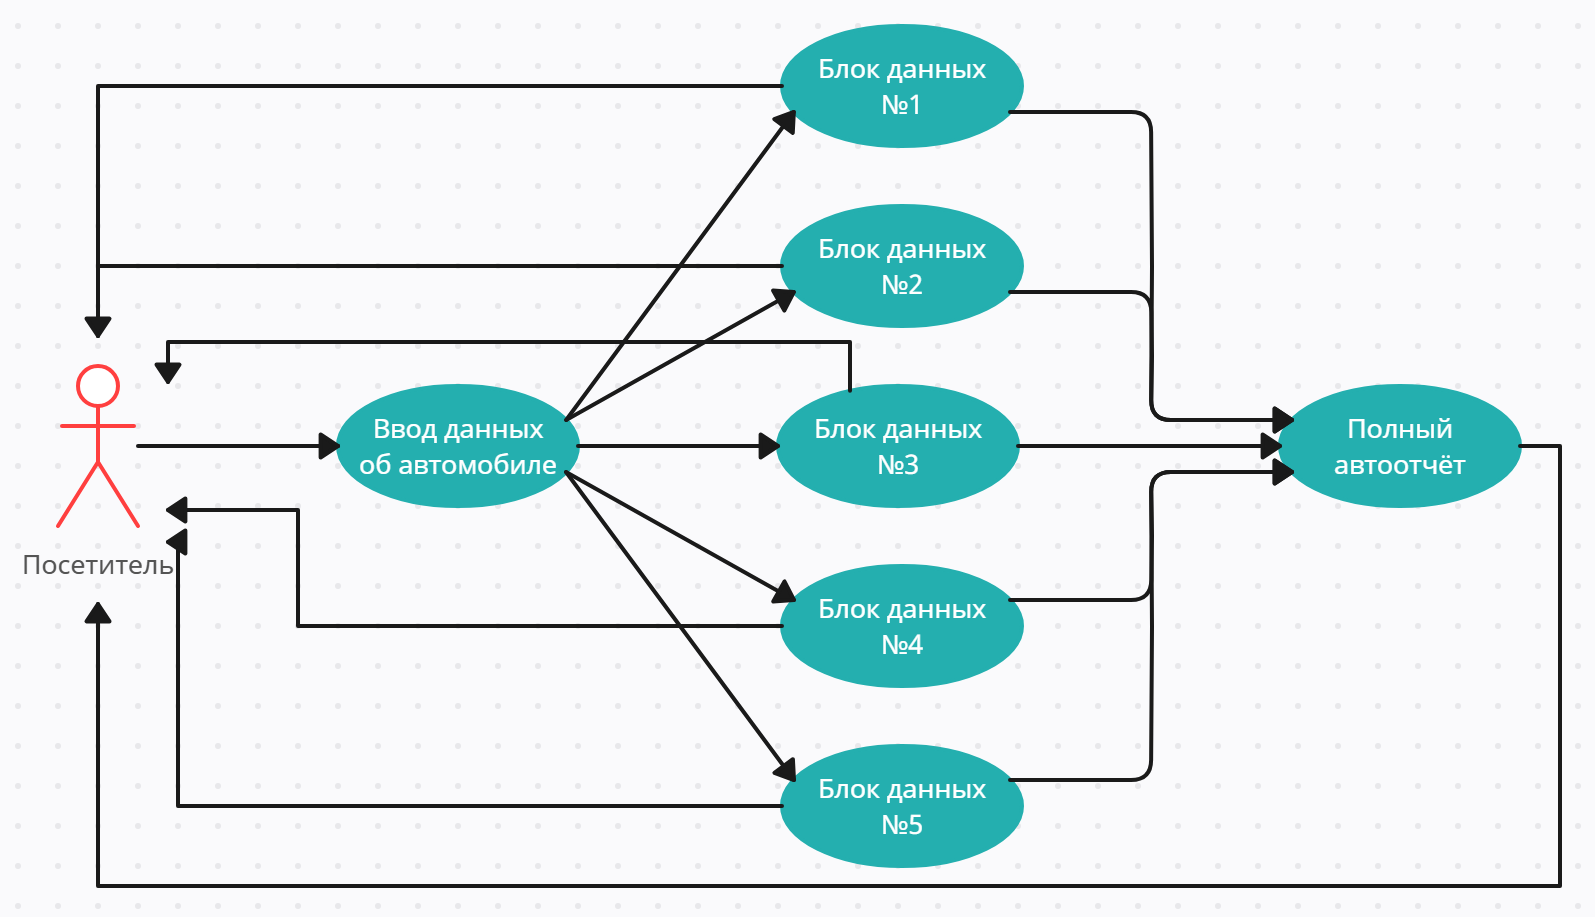 Блок данных
№1
Блок данных
№2
Ввод данных
об автомобиле
Блок данных
№3
Полный
автоотчёт
Посетитель
Блок данных
№4
Блок данных
№5